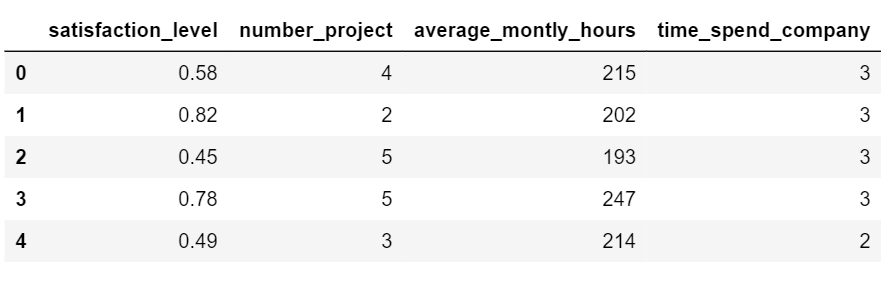 satisfaction_level number_project average_montly_hours time_spend_company
0 0.58 4 215 3
1 0.82 2 202 3
2 0.45 5 193 3
3 0.78 5 247 3
4 0.49 3 214 2